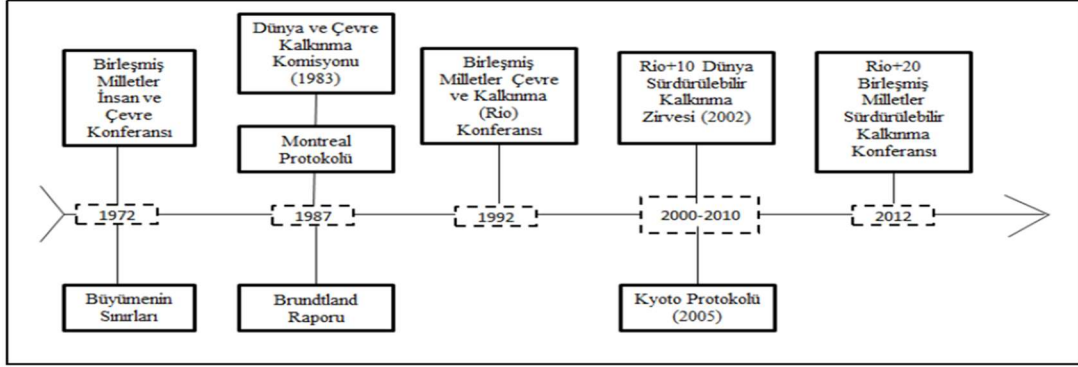 Birleşmiş
Milletler
İnsan ve
Çevre
Konferansı
Dünya ve Çevre
Kalkınma
Komisyonu
(1983)
Montreal
Protokolü
Birleşmiş
Milletler Çevre
ve Kalkınma
(Rio)
Konferansı
Rio+10 Dünya
Sürdürülebilir
Kalkınma
Zirvesi (2002)
Rio+20
Birleşmiş
Milletler
Sürdürülebilir
Kalkınma
Konferansı
1972
1987
1992
2000-2010
2012
Büyümenin
Sınırları
Brundtland
Raporu
Kyoto Protokolü
(2005)